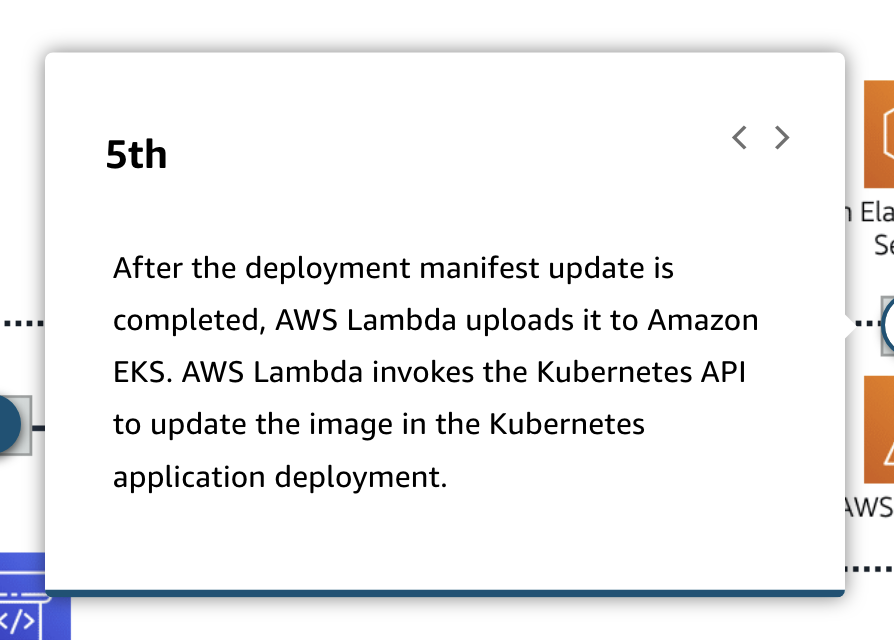 5th
After the deployment manifest update is
completed, AWS Lambda uploads it to Amazon
EKS. AWS Lambda invokes the Kubernetes API
to update the image in the Kubernetes
application deployment.
n Ela
Se
AWS
</>